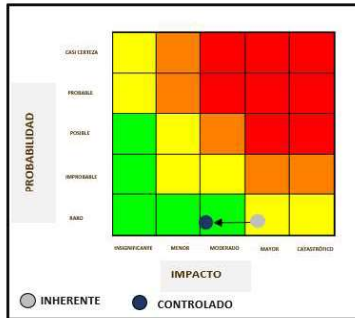 CASI CERTEZA
PROBABLE
POSIBLE
IMPROBABLE
RARO
PROBABILIDAD
INSIGNIFICANTE MENOR MODERADO MAYOR CATASTRÓFICO
IMPACTO
INHERENTE CONTROLADO